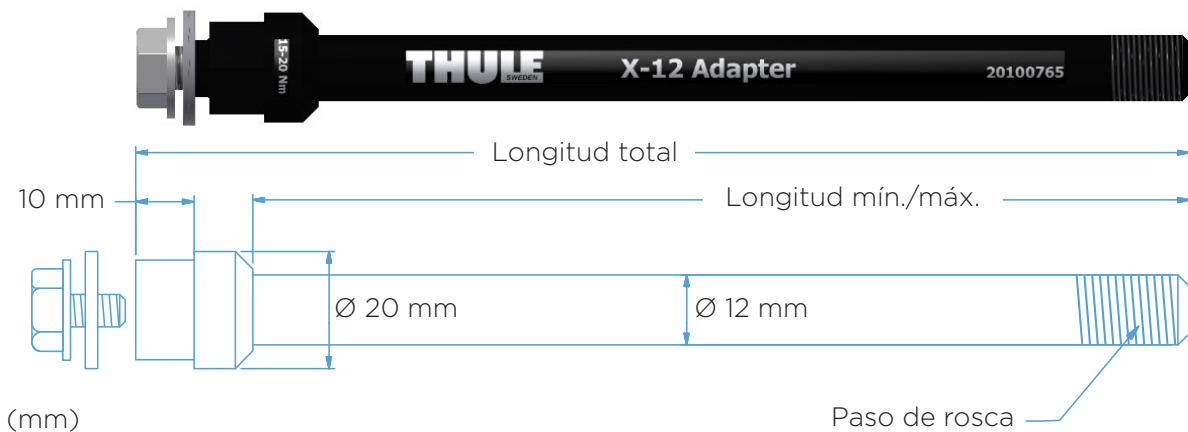 15-20 Nm
THULE
SWEDEN
X-12 Adapter
20100765
Longitud total
10 mm
Longitud mín./máx.
Ø 20 mm
Ø 12 mm
(mm)
Paso de rosca